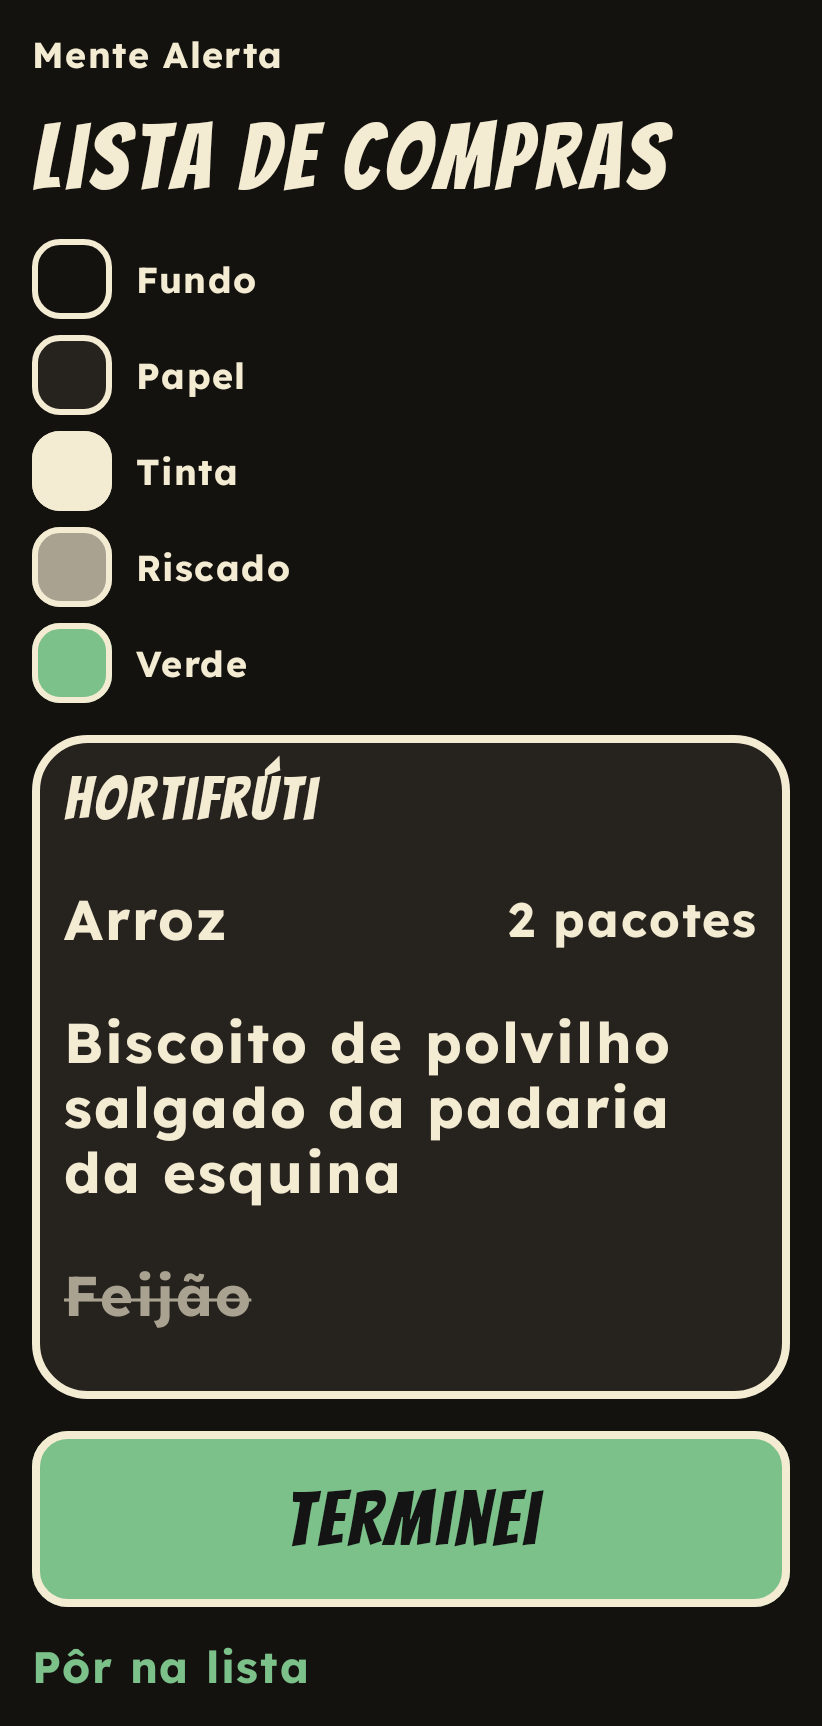 Mente Alerta
LISTA DE COMPRAS
Fundo
Papel
Tinta
Riscado
Verde
HORTIFRÚTI
Arroz 2 pacotes
Biscoito de polvilho
salgado da padaria
da esquina
Feijão
TERMINEI
Pôr na lista